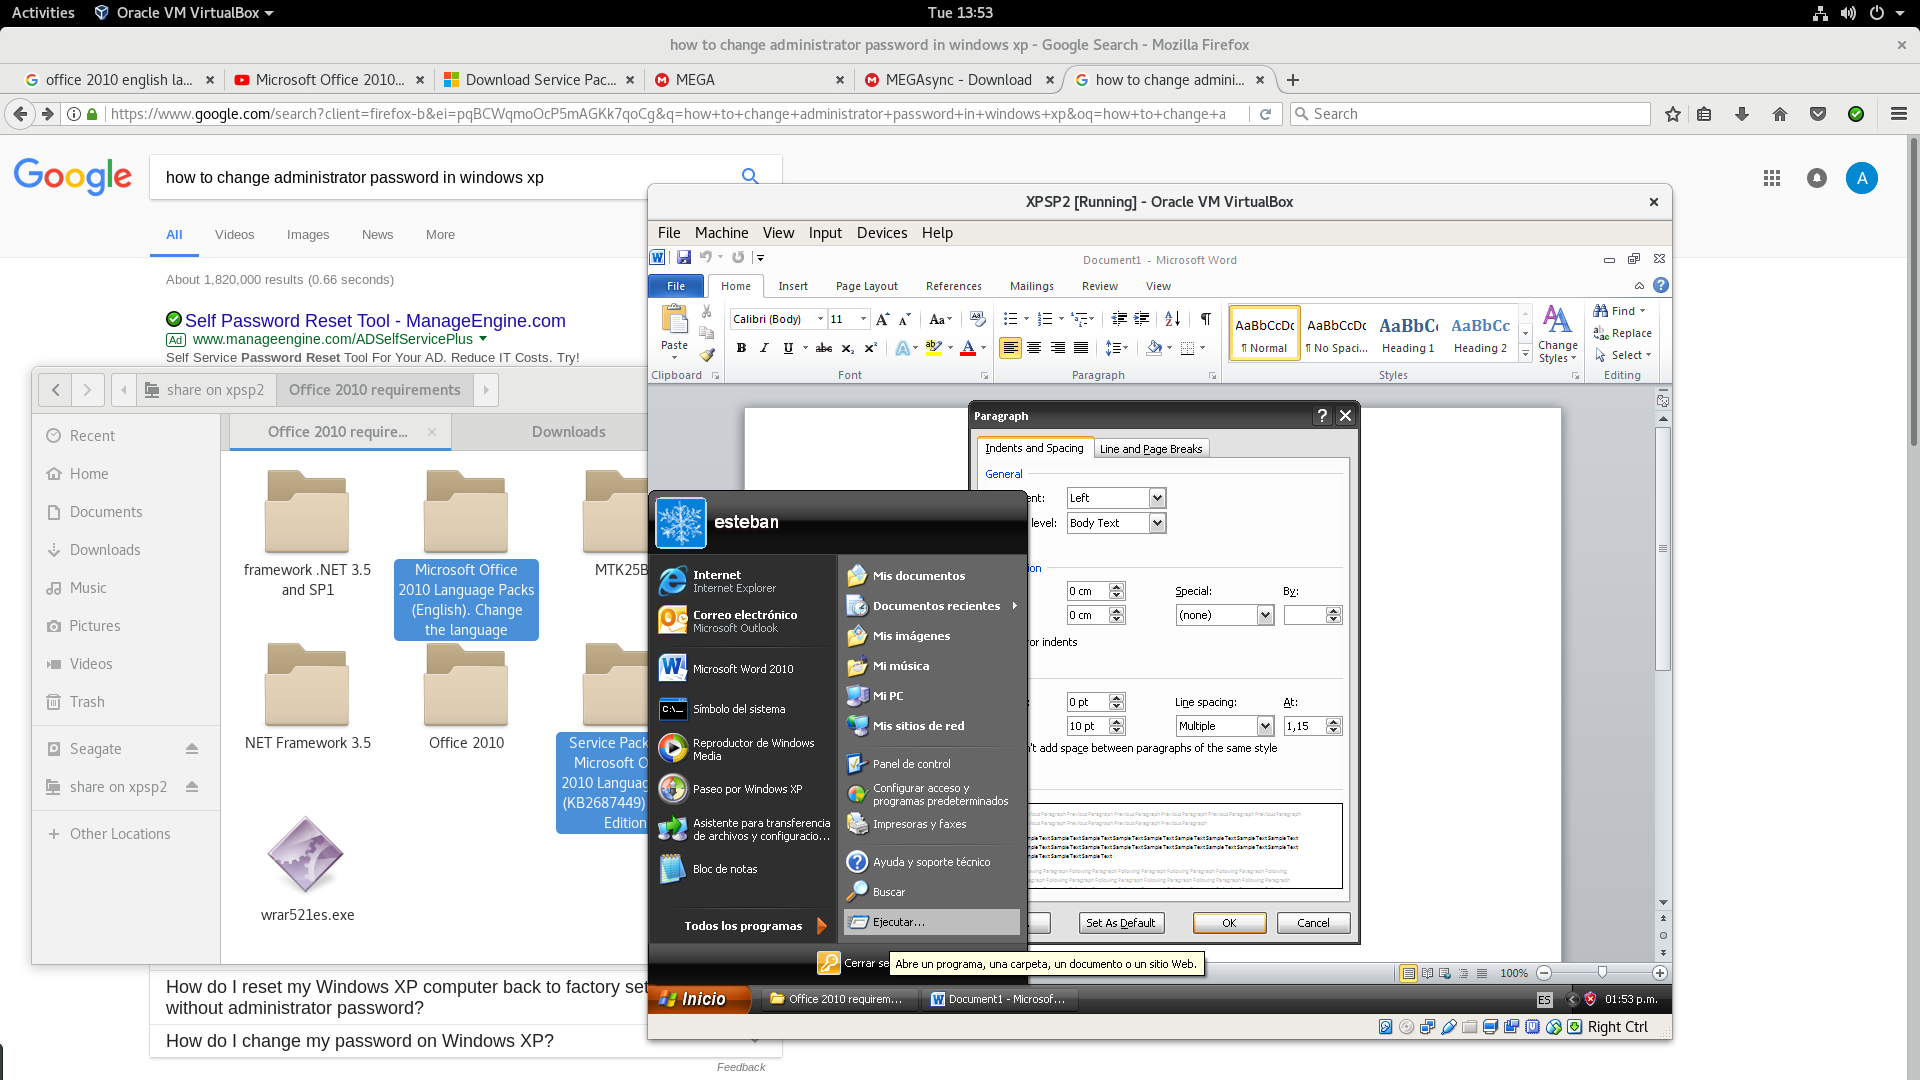 Activities
Oracle VM VirtualBox
Tue 13:53
how to change administrator password in windows xp - Google Search - Mozilla Firefox
office 2010 english la...
Microsoft Office 2010...
Download Service Pac...
MEGA
MEGAsync - Download
how to change admini...
https://www.google.com/search?client=firefox-b&ei=pqBCWqmoOcP5mAGKk7qoCg&q=how+to+change+administrator+password+in+windows+xp&oq=how+to+change+a
Search
Google
how to change administrator password in windows xp
A
All
Videos
Images
News
More
About 1,820,000 results (0.66 seconds)
Self Password Reset Tool - ManageEngine.com
Ad www.manageengine.com/ADSelfServicePlus
Self Service Password Reset Tool For Your AD. Reduce IT Costs. Try!
share on xpsp2
Office 2010 requirements
Recent
Home
Documents
Downloads
Music
Pictures
Videos
Trash
Seagate
share on xpsp2
Other Locations
Office 2010 require...
Downloads
framework .NET 3.5
and SP1
Microsoft Office
2010 Language Packs
(English). Change
the language
MTK25B
NET Framework 3.5
Office 2010
Service Pac
Microsoft O
2010 Langua
(KB2687449)
Edition
wrar521es.exe
How do I reset my Windows XP computer back to factory set
without administrator password?
How do I change my password on Windows XP?
Feedback
XPSP2 [Running] - Oracle VM VirtualBox
File Machine View Input Devices Help
Document1 - Microsoft Word
File Home Insert Page Layout References Mailings Review View
Paste
Clipboard
Calibri (Body)
11
Font
Paragraph
AaBbCcDc
¶ Normal
AaBbCcDc
¶ No Spaci...
AaBbC
Heading 1
AaBbCc
Heading 2
Change
Styles
Styles
Find
Replace
Select
Editing
Paragraph
Indents and Spacing
Line and Page Breaks
General
ent:
Left
level:
Body Text
ion
0 cm
0 cm
Special:
(none)
By:
or indents
0 pt
10 pt
Line spacing:
Multiple
At:
1,15
't add space between paragraphs of the same style
Set As Default
OK
Cancel
esteban
Internet
Internet Explorer
Correo electrónico
Microsoft Outlook
Microsoft Word 2010
Símbolo del sistema
Reproductor de Windows
Media
Paseo por Windows XP
Asistente para transferencia
de archivos y configuracio...
Bloc de notas
Todos los programas
Mis documentos
Documentos recientes
Mis imágenes
Mi música
Mi PC
Mis sitios de red
Panel de control
Configurar acceso y
programas predeterminados
Impresoras y faxes
Ayuda y soporte técnico
Buscar
Ejecutar...
Cerrar se
Abre un programa, una carpeta, un documento o un sitio Web.
100%
Inicio
Office 2010 requirem...
Document1 - Microsof...
ES
01:53 p.m.
Right Ctrl